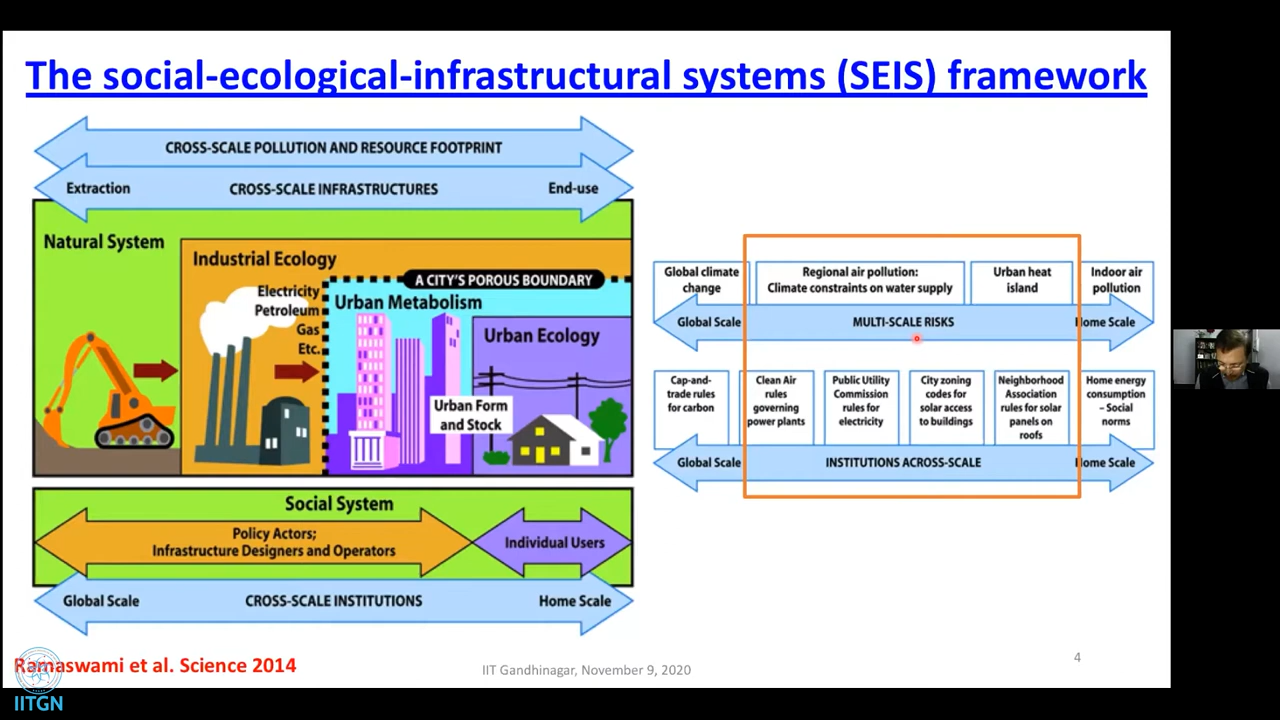 The social-ecological-infrastructural systems (SEIS) framework
CROSS-SCALE POLLUTION AND RESOURCE FOOTPRINT
Extraction CROSS-SCALE INFRASTRUCTURES End-use
Natural System
Industrial Ecology
A CITY'S POROUS BOUNDARY
Electricity
Petroleum
Gas
Etc.
Urban Metabolism
Urban Ecology
Urban Form
and Stock
Social System
Policy Actors;
Infrastructure Designers and Operators
Individual Users
Global Scale CROSS-SCALE INSTITUTIONS Home Scale
Global climate
change
Regional air pollution:
Climate constraints on water supply
Urban heat
island
Indoor air
pollution
Global Scale MULTI-SCALE RISKS Home Scale
Cap-and-
trade rules
for carbon
Clean Air
rules
governing
power plants
Public Utility
Commission
rules for
electricity
City zoning
codes for
solar access
to buildings
Neighborhood
Association
rules for solar
panels on
roofs
Home energy
consumption
– Social
norms
Global Scale INSTITUTIONS ACROSS-SCALE Home Scale
Ramaswami et al. Science 2014
IIT Gandhinagar, November 9, 2020
4
IITGN